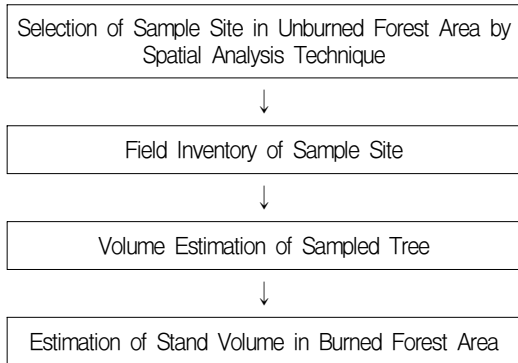 Selection of Sample Site in Unburned Forest Area by
Spatial Analysis Technique
↓
Field Inventory of Sample Site
↓
Volume Estimation of Sampled Tree
↓
Estimation of Stand Volume in Burned Forest Area